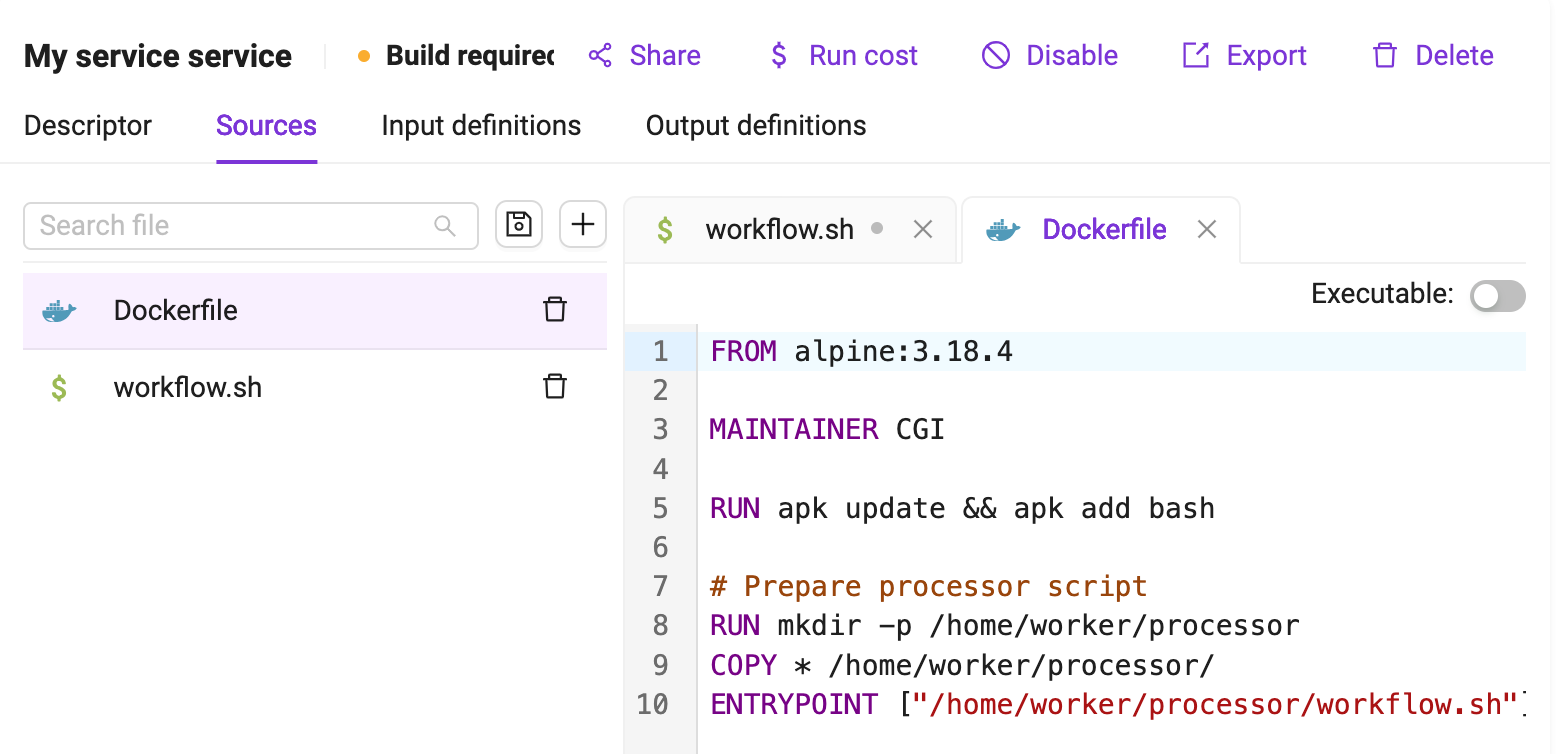 My service service Build required Share $ Run cost Disable Export Delete
Descriptor Sources Input definitions Output definitions
Search file
Dockerfile
$ workflow.sh
$ workflow.sh Dockerfile
Executable:
1 FROM alpine:3.18.4
2
3 MAINTAINER CGI
4
5 RUN apk update && apk add bash
6
7 # Prepare processor script
8 RUN mkdir -p /home/worker/processor
9 COPY * /home/worker/processor/
10 ENTRYPOINT ["/home/worker/processor/workflow.sh"]